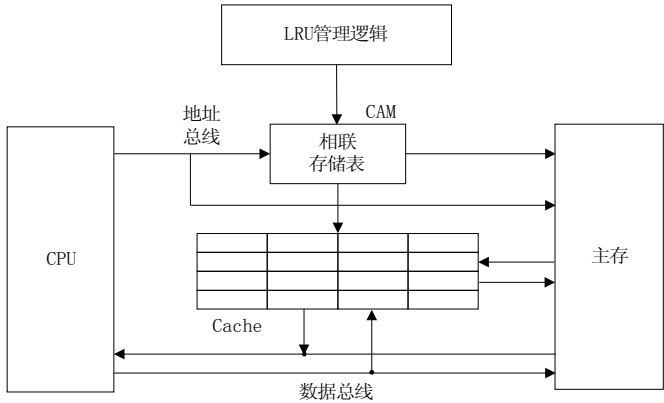 LRU管理逻辑
地址
总线
CAM
相联
存储表
CPU
主存
Cache
数据总线